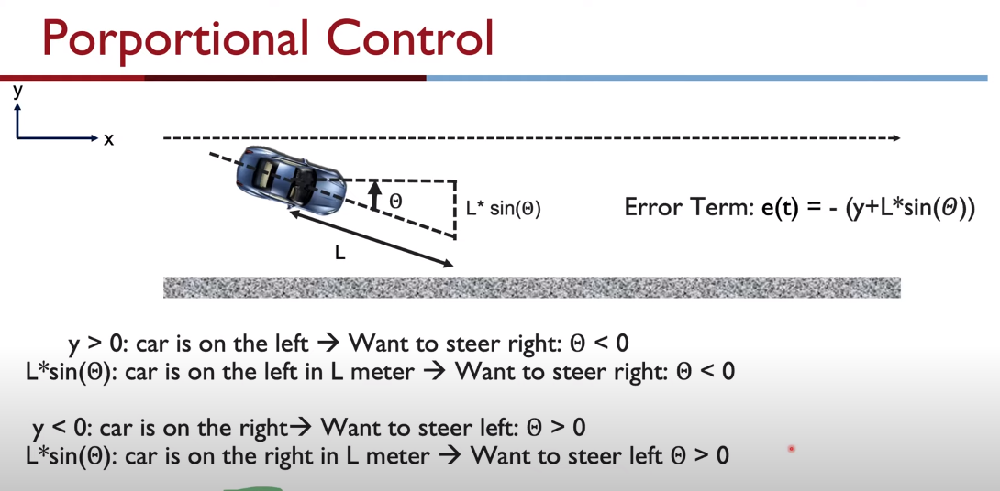 Porportional Control
y
x
Θ
L* sin(Θ)
Error Term: e(t) = - (y+L*sin(Θ))
L
y > 0: car is on the left → Want to steer right: Θ < 0
L*sin(Θ): car is on the left in L meter → Want to steer right: Θ < 0
y < 0: car is on the right→ Want to steer left: Θ > 0
L*sin(Θ): car is on the right in L meter → Want to steer left Θ > 0